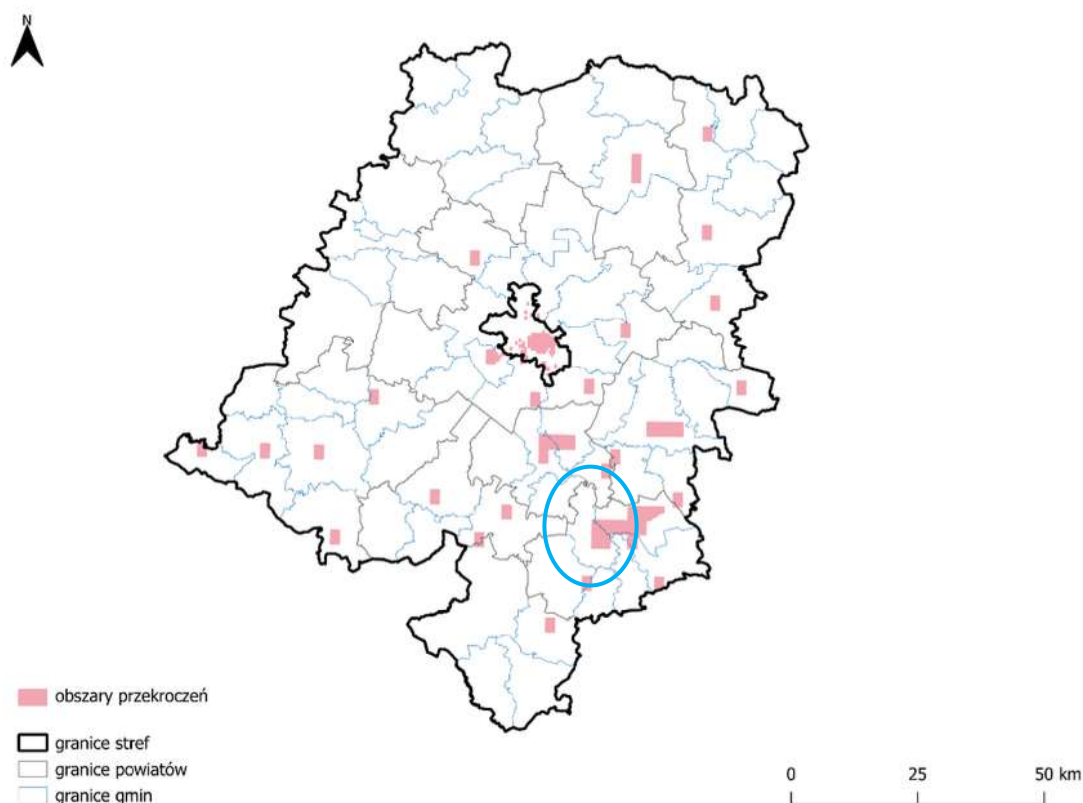 N
obszary przekroczeń
granice stref
granice powiatów
granice gmin
0 25 50 km